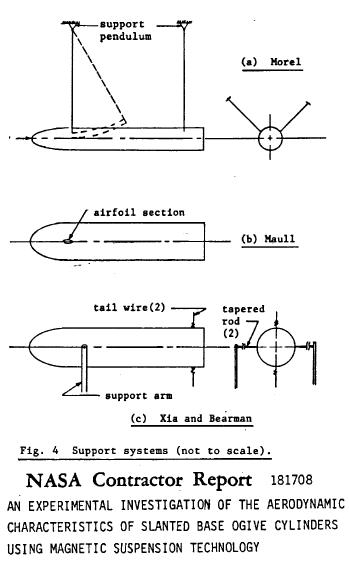 support
pendulum
(a) Morel
airfoil section
(b) Maull
tail wire(2)
tapered
rod
(2)
support arm
(c) Xia and Bearman
Fig. 4 Support systems (not to scale).
NASA Contractor Report 181708
AN EXPERIMENTAL INVESTIGATION OF THE AERODYNAMIC
CHARACTERISTICS OF SLANTED BASE OGIVE CYLINDERS
USING MAGNETIC SUSPENSION TECHNOLOGY